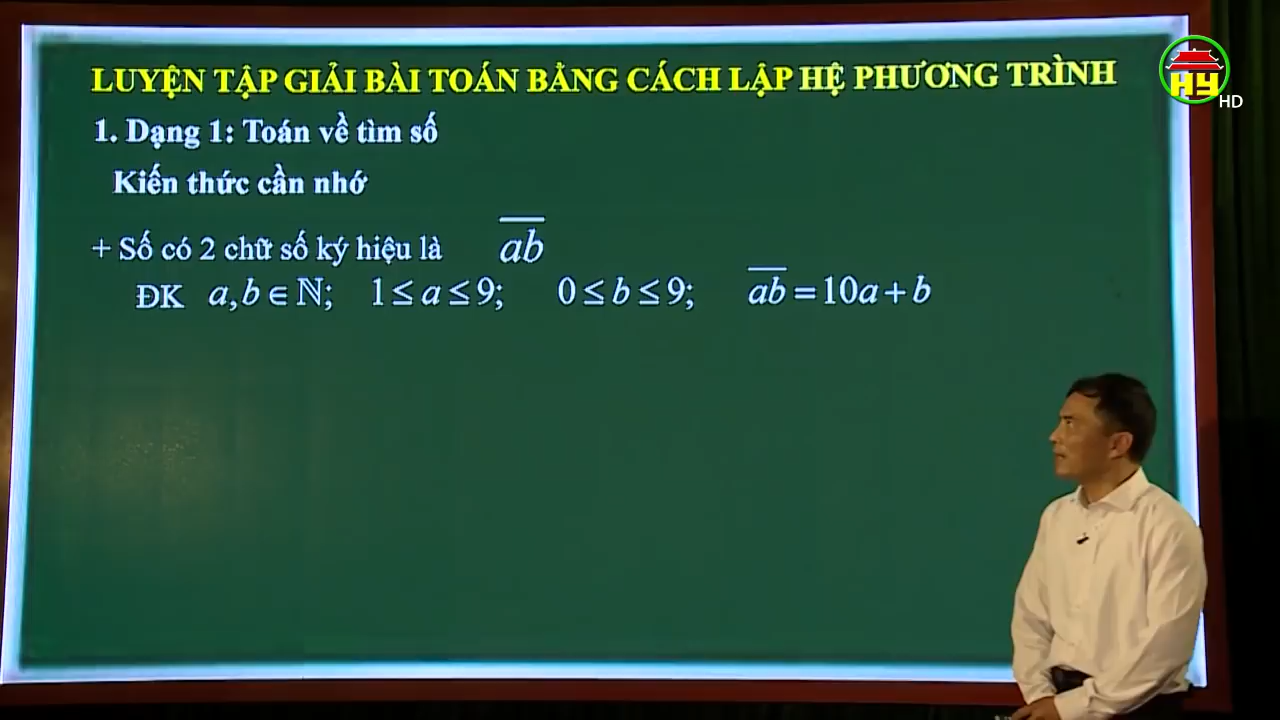 LUYỆN TẬP GIẢI BÀI TOÁN BẰNG CÁCH LẬP HỆ PHƯƠNG TRÌNH
1. Dạng 1: Toán về tìm số
Kiến thức cần nhớ
+ Số có 2 chữ số ký hiệu là \overline{ab}
ĐK a,b ∈ ℕ; 1 ≤ a ≤ 9; 0 ≤ b ≤ 9; \overline{ab} = 10a + b
HY
HD